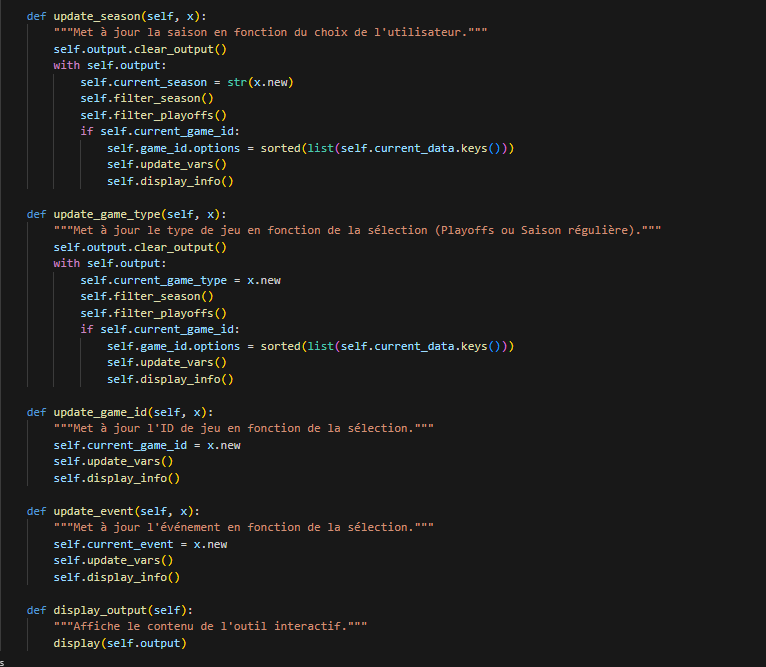 def update_season(self, x):
    """Met à jour la saison en fonction du choix de l'utilisateur."""
    self.output.clear_output()
    with self.output:
        self.current_season = str(x.new)
        self.filter_season()
        self.filter_playoffs()
        if self.current_game_id:
            self.game_id.options = sorted(list(self.current_data.keys()))
            self.update_vars()
            self.display_info()

def update_game_type(self, x):
    """Met à jour le type de jeu en fonction de la sélection (Playoffs ou Saison régulière)."""
    self.output.clear_output()
    with self.output:
        self.current_game_type = x.new
        self.filter_season()
        self.filter_playoffs()
        if self.current_game_id:
            self.game_id.options = sorted(list(self.current_data.keys()))
            self.update_vars()
            self.display_info()

def update_game_id(self, x):
    """Met à jour l'ID de jeu en fonction de la sélection."""
    self.current_game_id = x.new
    self.update_vars()
    self.display_info()

def update_event(self, x):
    """Met à jour l'événement en fonction de la sélection."""
    self.current_event = x.new
    self.update_vars()
    self.display_info()

def display_output(self):
    """Affiche le contenu de l'outil interactif."""
    display(self.output)
s